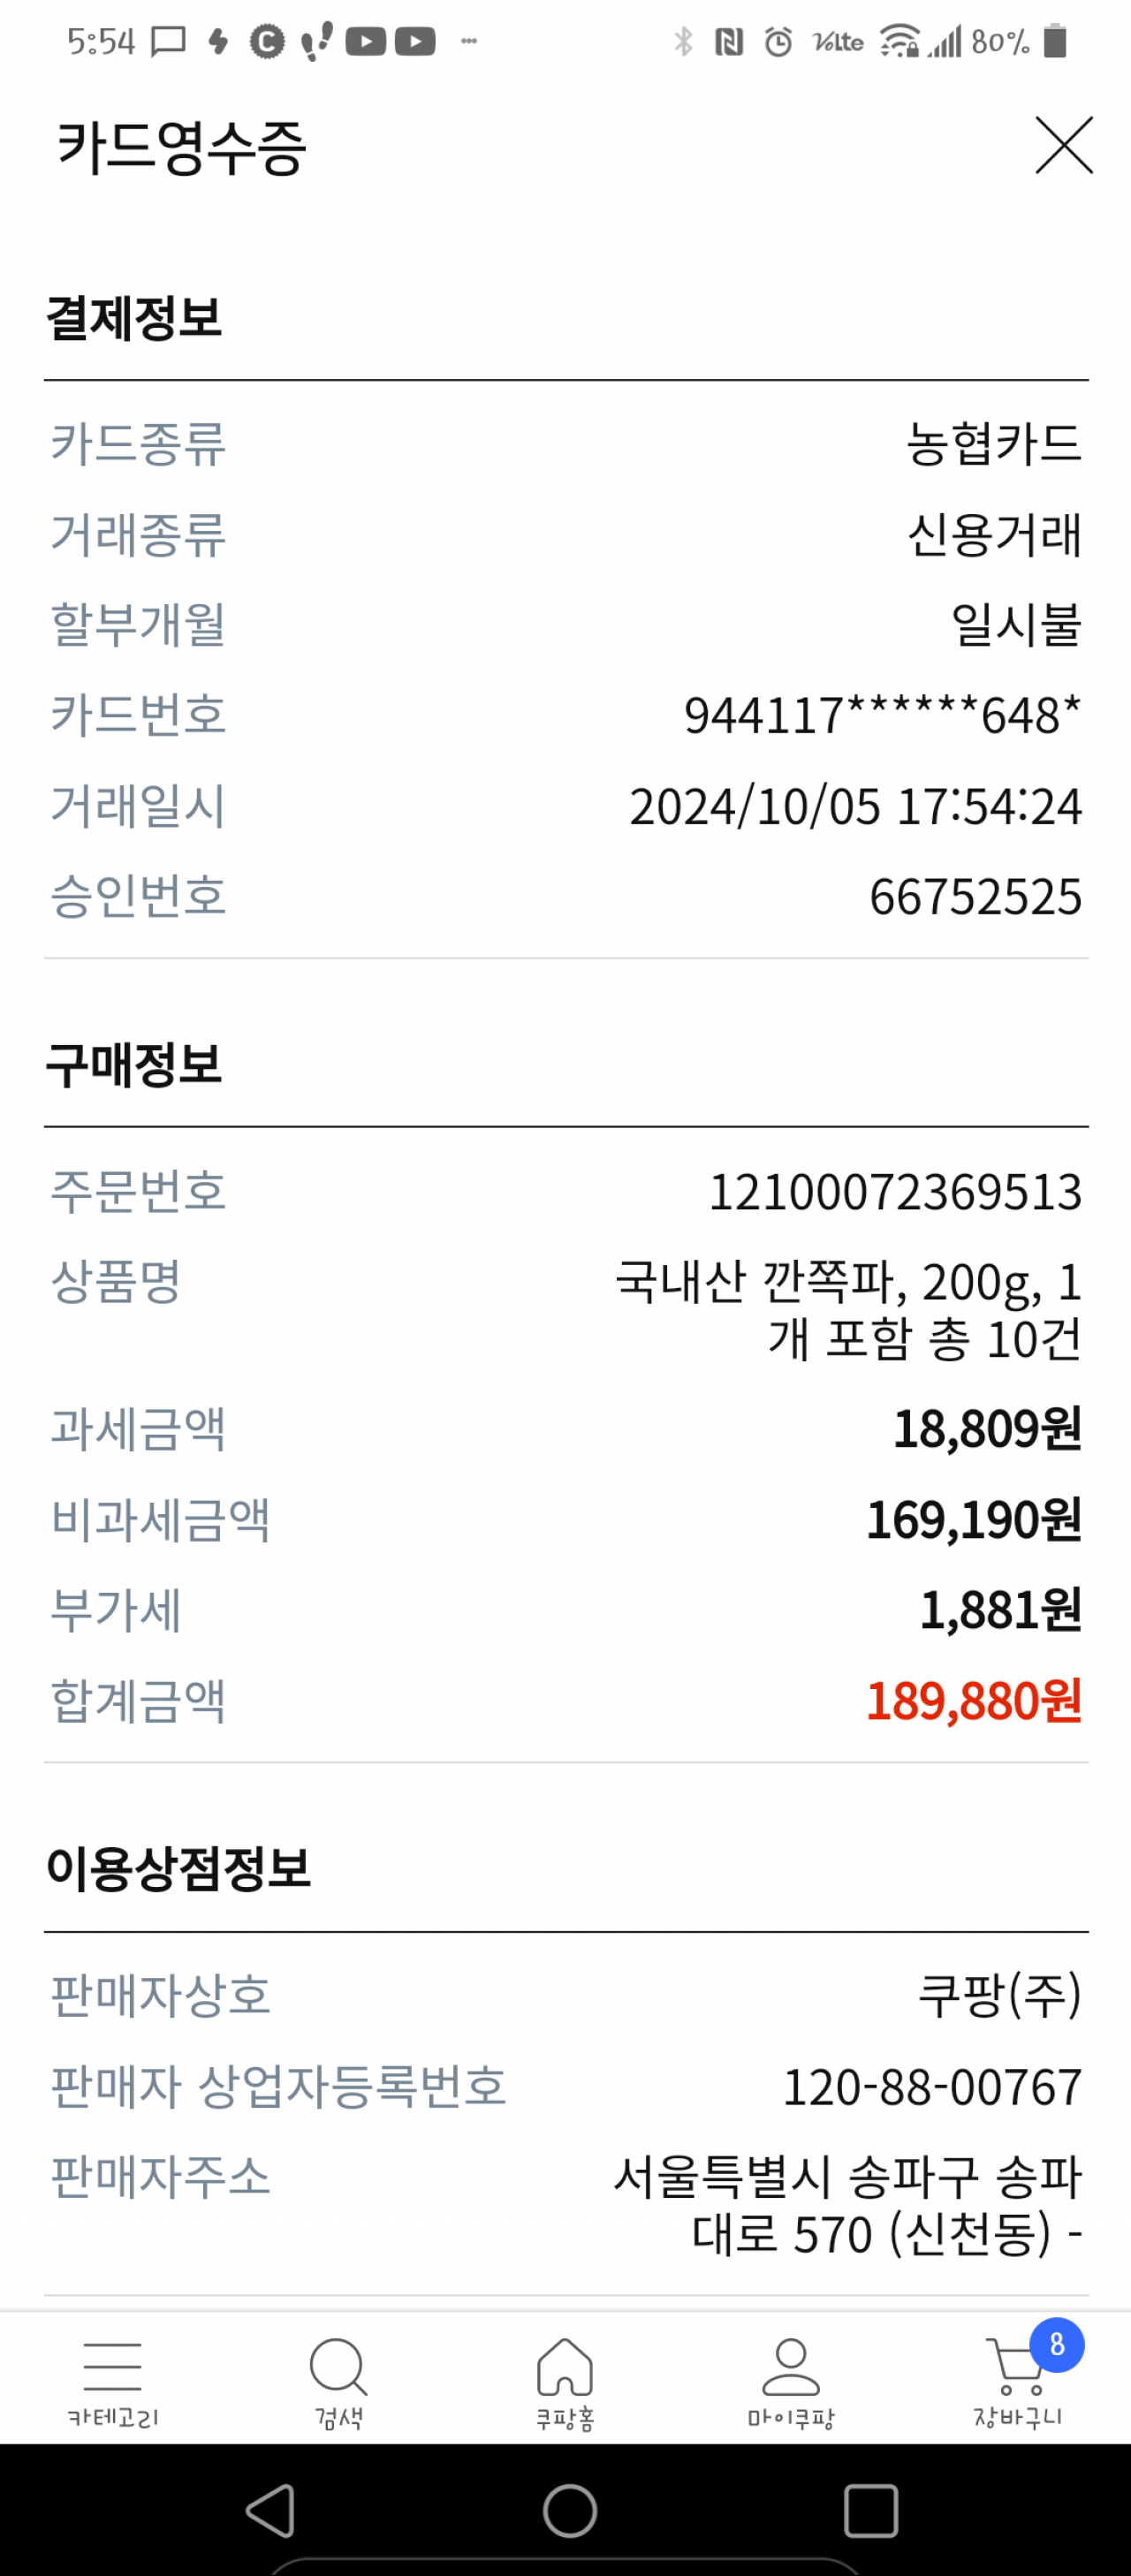 5:54
Volte
80%
카드영수증
결제정보
카드종류 농협카드
거래종류 신용거래
할부개월 일시불
카드번호 944117******648*
거래일시 2024/10/05 17:54:24
승인번호 66752525
구매정보
주문번호 12100072369513
상품명 국내산 깐쪽파, 200g, 1
개 포함 총 10건
과세금액 18,809원
비과세금액 169,190원
부가세 1,881원
합계금액 189,880원
이용상점정보
판매자상호 쿠팡(주)
판매자 상업자등록번호 120-88-00767
판매자주소 서울특별시 송파구 송파
대로 570 (신천동) -
8
카테고리 검색 쿠팡홈 마이쿠팡 장바구니